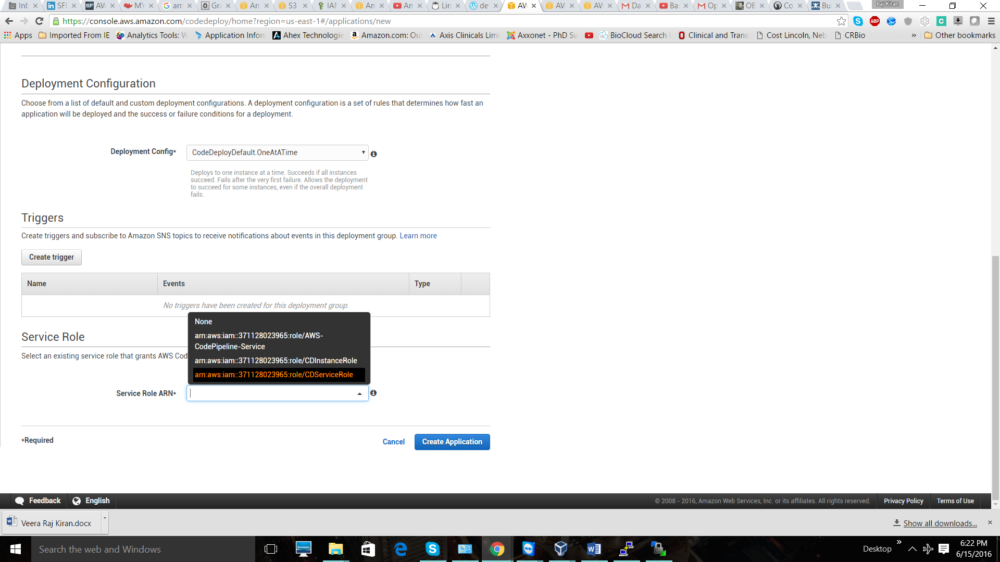 Inb
SFD
AW
MY
arn
Gra
An
S3
IAM
An
An
Lin
de
AW
AW
AW
Da
Ba
Op
OB
Co
Bu
Raj Kiran
https://console.aws.amazon.com/codedeploy/home?region=us-east-1#/applications/new
Apps
Imported From IE
Analytics Tools: W
Application Infor
Ahex Technologie
Amazon.com: Ou
Axis Clinicals Limi
Axxonet - PhD Su
BioCloud Search
Clinical and Trans
Cost Lincoln, Neb
CRBio
»
Other bookmarks
Deployment Configuration
Choose from a list of default and custom deployment configurations. A deployment configuration is a set of rules that determines how fast an
application will be deployed and the success or failure conditions for a deployment.
Deployment Config*
CodeDeployDefault.OneAtATime
Deploys to one instance at a time. Succeeds if all instances
succeed. Fails after the very first failure. Allows the deployment
to succeed for some instances, even if the overall deployment
fails.
Triggers
Create triggers and subscribe to Amazon SNS topics to receive notifications about events in this deployment group. Learn more
Create trigger
Name
Events
Type
No triggers have been created for this deployment group.
None
arn:aws:iam::371128023965:role/AWS-
CodePipeline-Service
arn:aws:iam::371128023965:role/CDInstanceRole
arn:aws:iam::371128023965:role/CDServiceRole
Service Role
Select an existing service role that grants AWS Cod
Service Role ARN*
*Required
Cancel
Create Application
Feedback
English
© 2008 - 2016, Amazon Web Services, Inc. or its affiliates. All rights reserved.
Privacy Policy
Terms of Use
Veera Raj Kiran.docx
Show all downloads...
Search the web and Windows
Desktop
»
6:22 PM
6/15/2016